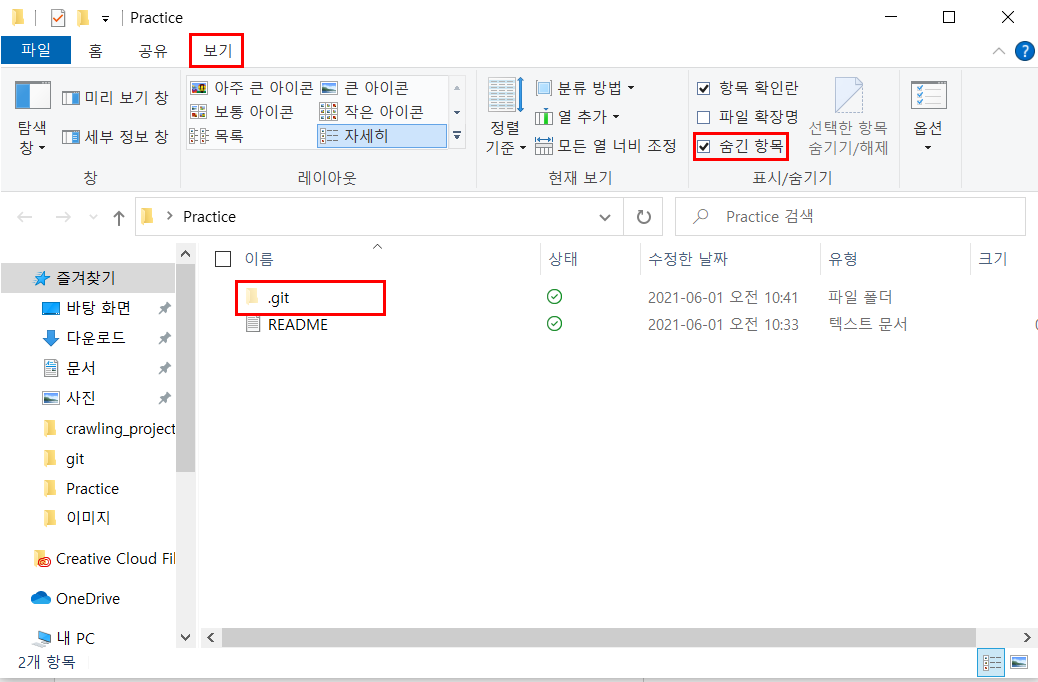 Practice
파일 홈 공유 보기
탐색 창
미리 보기 창
세부 정보 창
창
아주 큰 아이콘 큰 아이콘
보통 아이콘 작은 아이콘
목록 자세히
레이아웃
정렬 기준
분류 방법
열 추가
모든 열 너비 조정
현재 보기
항목 확인란
파일 확장명
숨긴 항목
선택한 항목
숨기기/해제
표시/숨기기
옵션
Practice
Practice 검색
이름 상태 수정한 날짜 유형 크기
.git 2021-06-01 오전 10:41 파일 폴더
README 2021-06-01 오전 10:33 텍스트 문서
즐겨찾기
바탕 화면
다운로드
문서
사진
crawling_project
git
Practice
이미지
Creative Cloud Fil
OneDrive
내 PC
2개 항목